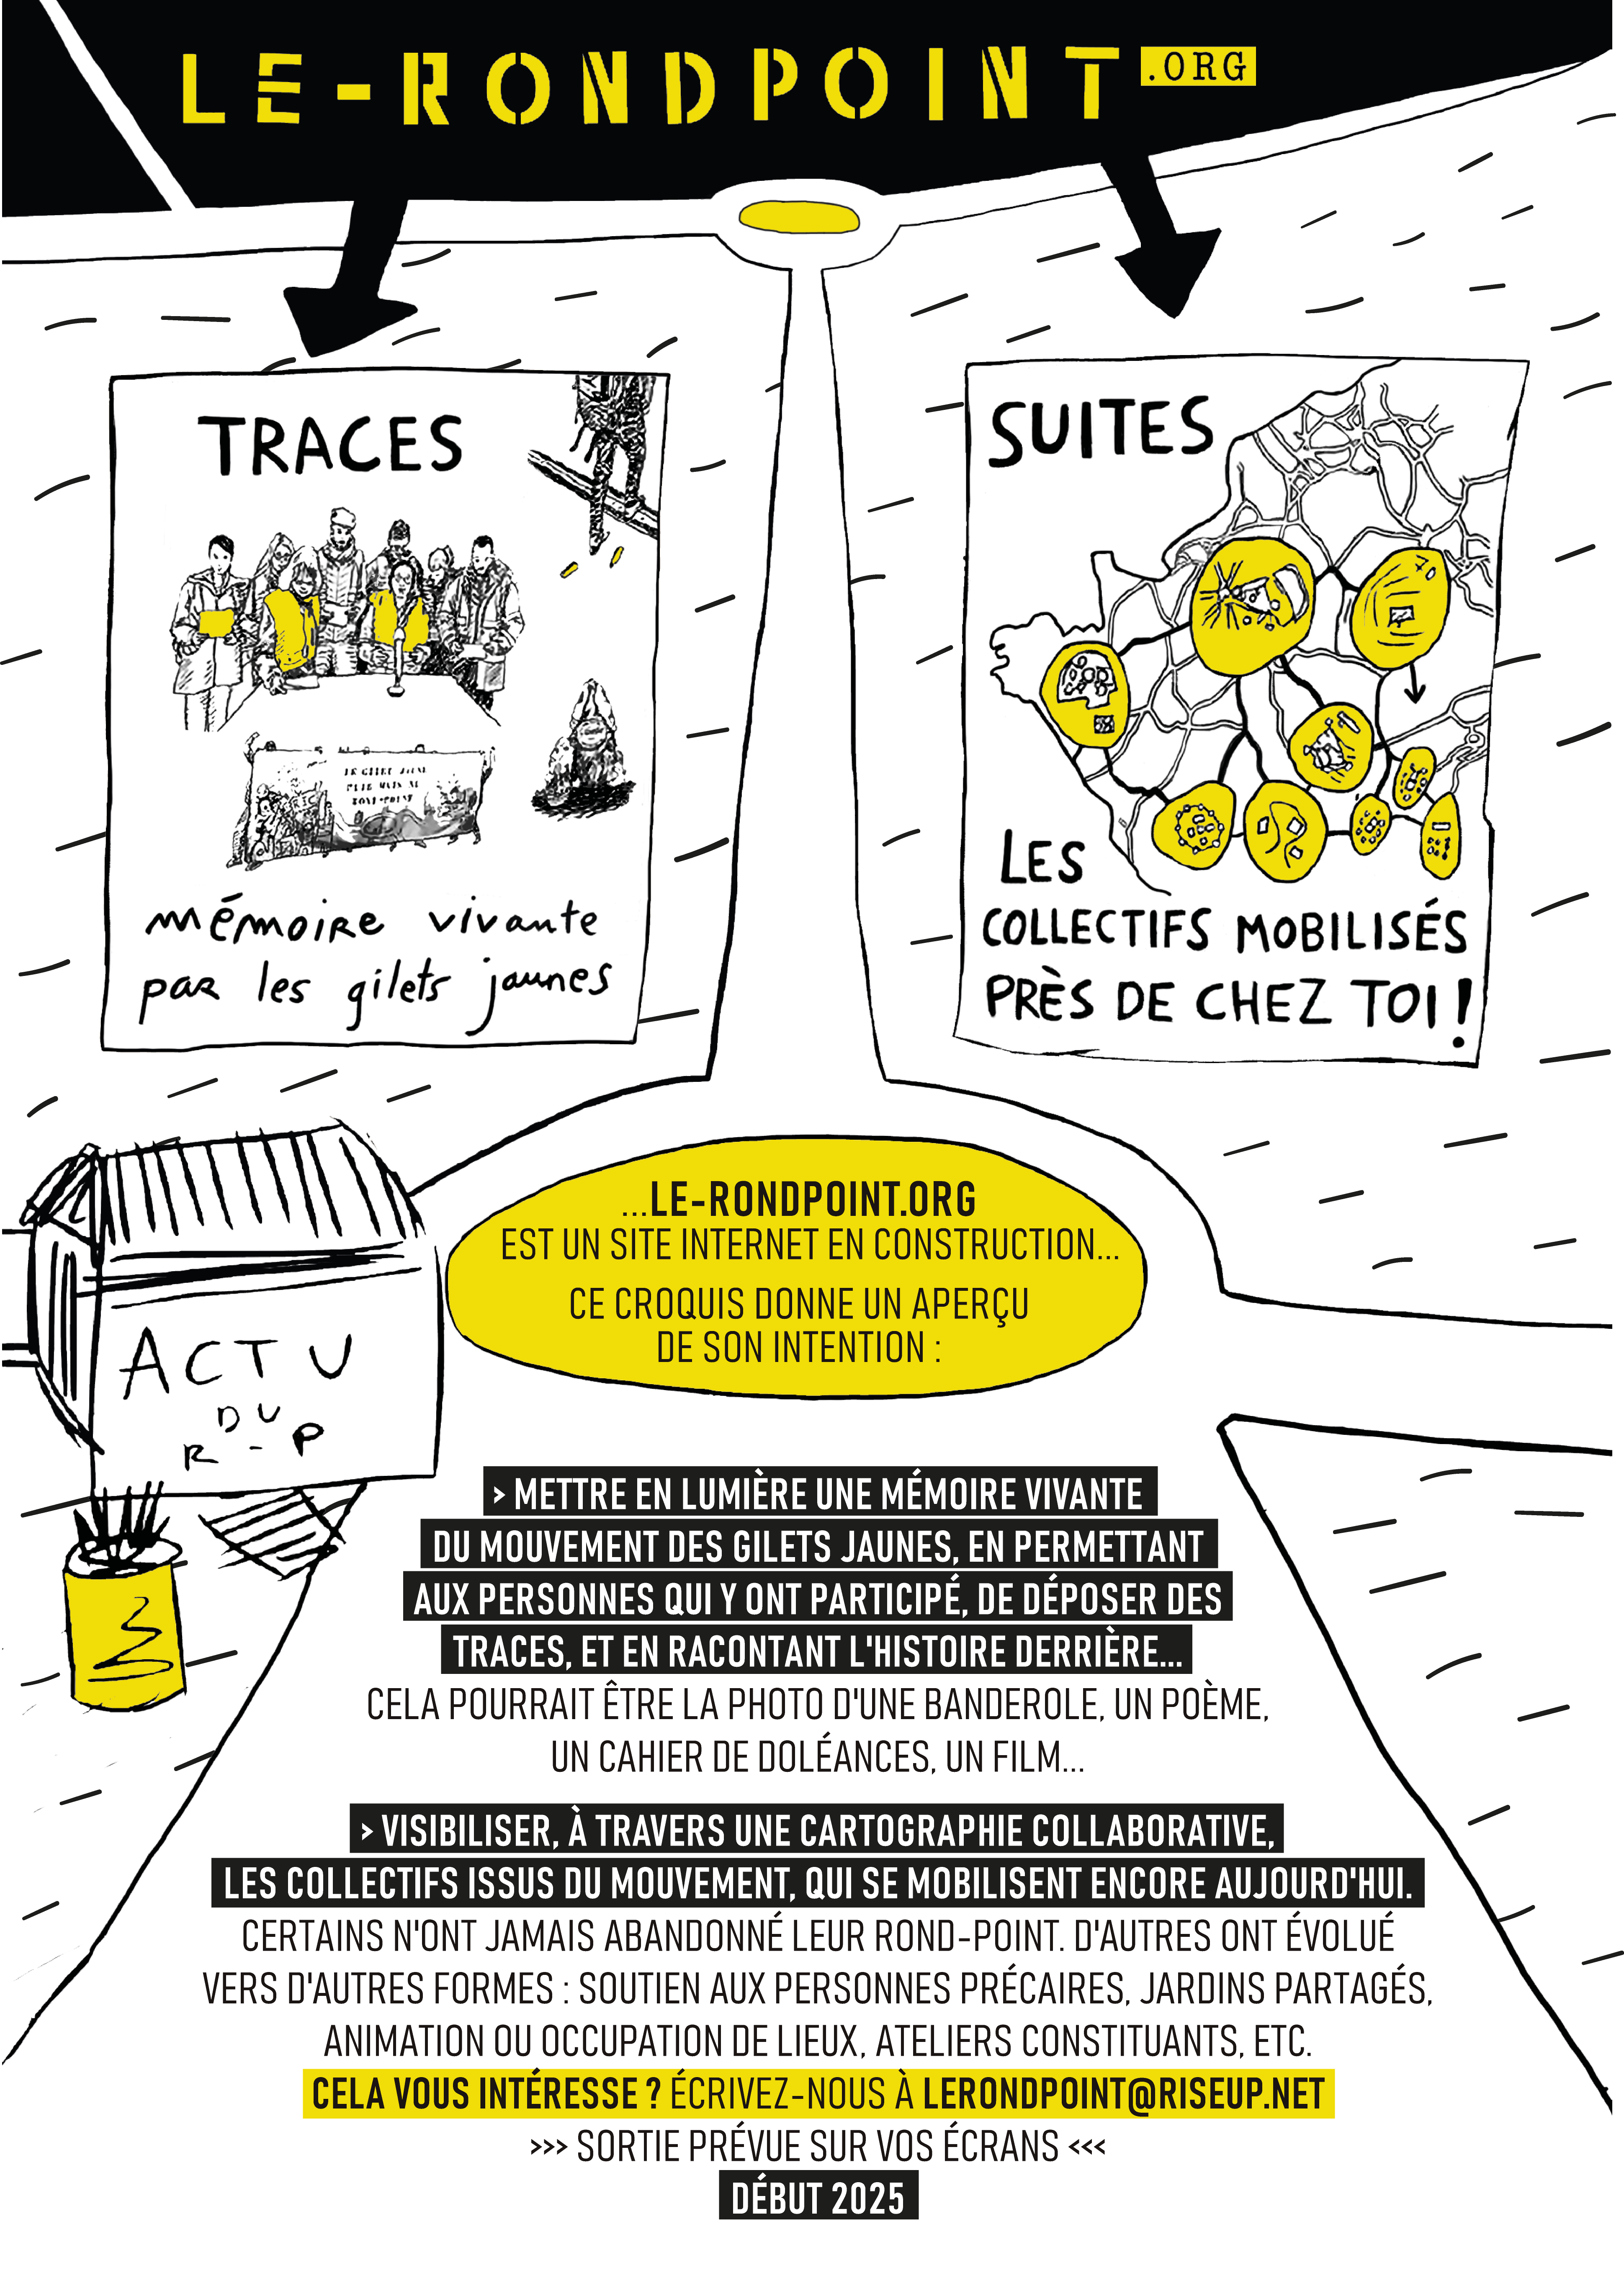 LE-RONDPOINT.ORG
TRACES
LE GILET JAUNE
ROND-POINT
mémoire vivante
par les gilets jaunes
SUITES
LES
COLLECTIFS MOBILISÉS
PRÈS DE CHEZ TOI !
...LE-RONDPOINT.ORG
EST UN SITE INTERNET EN CONSTRUCTION...
CE CROQUIS DONNE UN APERÇU
DE SON INTENTION :
ACTU
DU
R-P
> METTRE EN LUMIÈRE UNE MÉMOIRE VIVANTE
DU MOUVEMENT DES GILETS JAUNES, EN PERMETTANT
AUX PERSONNES QUI Y ONT PARTICIPÉ, DE DÉPOSER DES
TRACES, ET EN RACONTANT L'HISTOIRE DERRIÈRE...
CELA POURRAIT ÊTRE LA PHOTO D'UNE BANDEROLE, UN POÈME,
UN CAHIER DE DOLÉANCES, UN FILM...
> VISIBILISER, À TRAVERS UNE CARTOGRAPHIE COLLABORATIVE,
LES COLLECTIFS ISSUS DU MOUVEMENT, QUI SE MOBILISENT ENCORE AUJOURD'HUI.
CERTAINS N'ONT JAMAIS ABANDONNÉ LEUR ROND-POINT. D'AUTRES ONT ÉVOLUÉ
VERS D'AUTRES FORMES : SOUTIEN AUX PERSONNES PRÉCAIRES, JARDINS PARTAGÉS,
ANIMATION OU OCCUPATION DE LIEUX, ATELIERS CONSTITUANTS, ETC.
CELA VOUS INTÉRESSE ? ÉCRIVEZ-NOUS À LERONDPOINT@RISEUP.NET
>>> SORTIE PRÉVUE SUR VOS ÉCRANS <<<
DÉBUT 2025